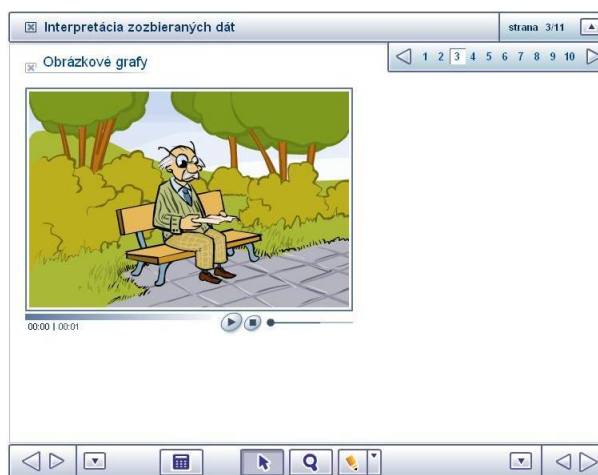 Interpretácia zozbieraných dát
strana 3/11
Obrázkové grafy
1 2 3 4 5 6 7 8 9 10
00:00 | 00:01